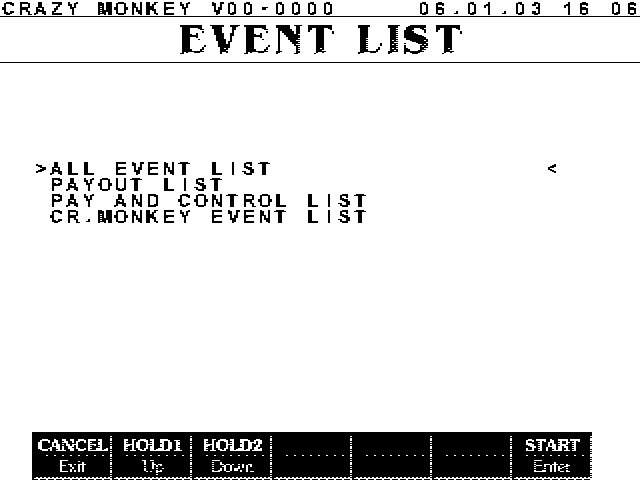 CRAZY MONKEY V00-0000 06.01.03 16 06
EVENT LIST
>ALL EVENT LIST <
PAYOUT LIST
PAY AND CONTROL LIST
CR.MONKEY EVENT LIST
CANCEL HOLD1 HOLD2 START
Exit Up Down Enter